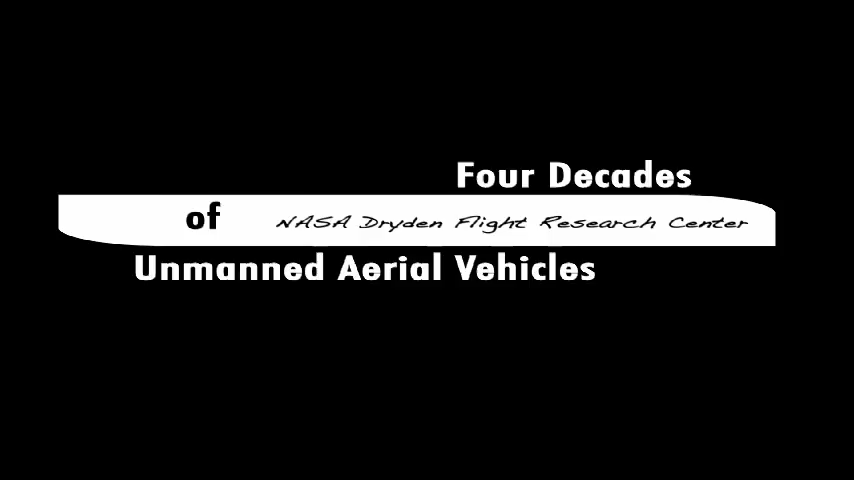 Four Decades
of NASA Dryden Flight Research Center
Unmanned Aerial Vehicles